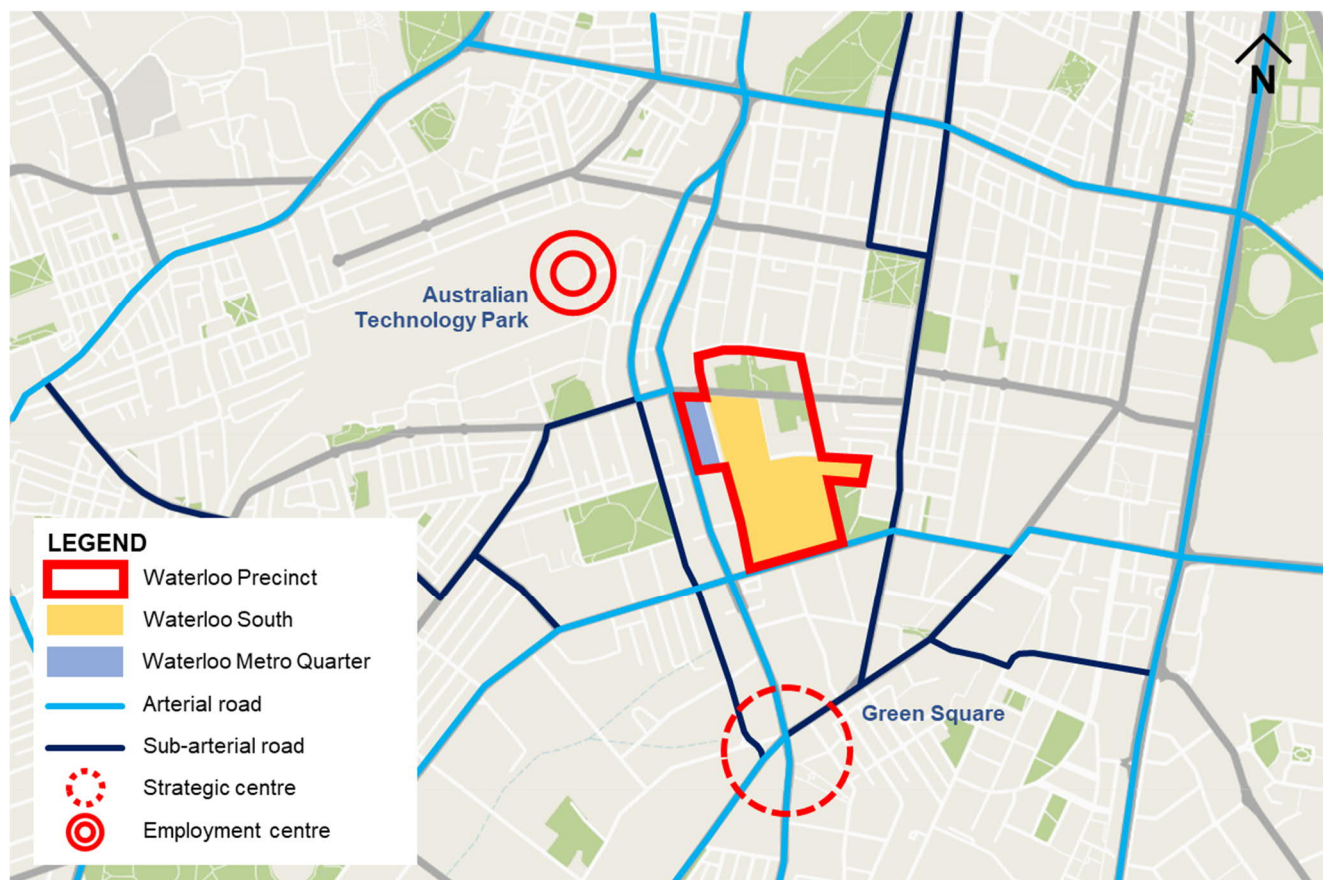 N
Australian
Technology Park
Green Square
LEGEND
Waterloo Precinct
Waterloo South
Waterloo Metro Quarter
Arterial road
Sub-arterial road
Strategic centre
Employment centre